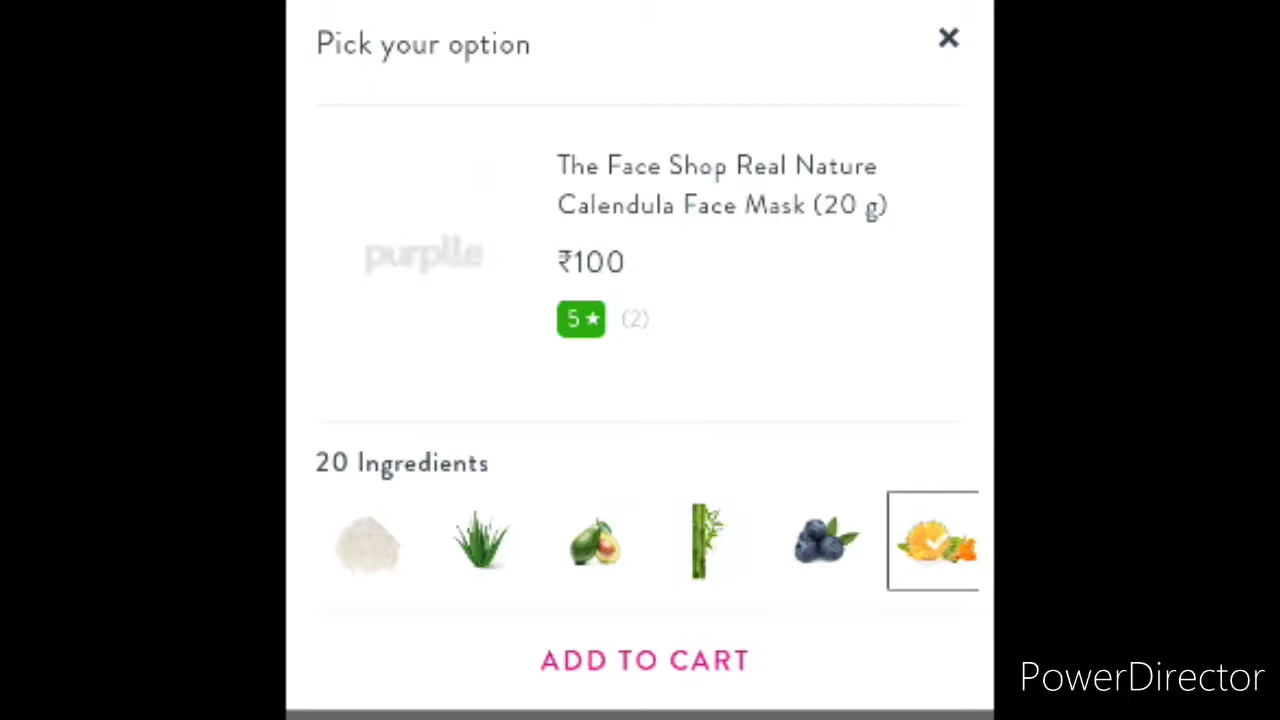 Pick your option
The Face Shop Real Nature
Calendula Face Mask (20 g)
₹100
purplle
5★ (2)
20 Ingredients
ADD TO CART
PowerDirector